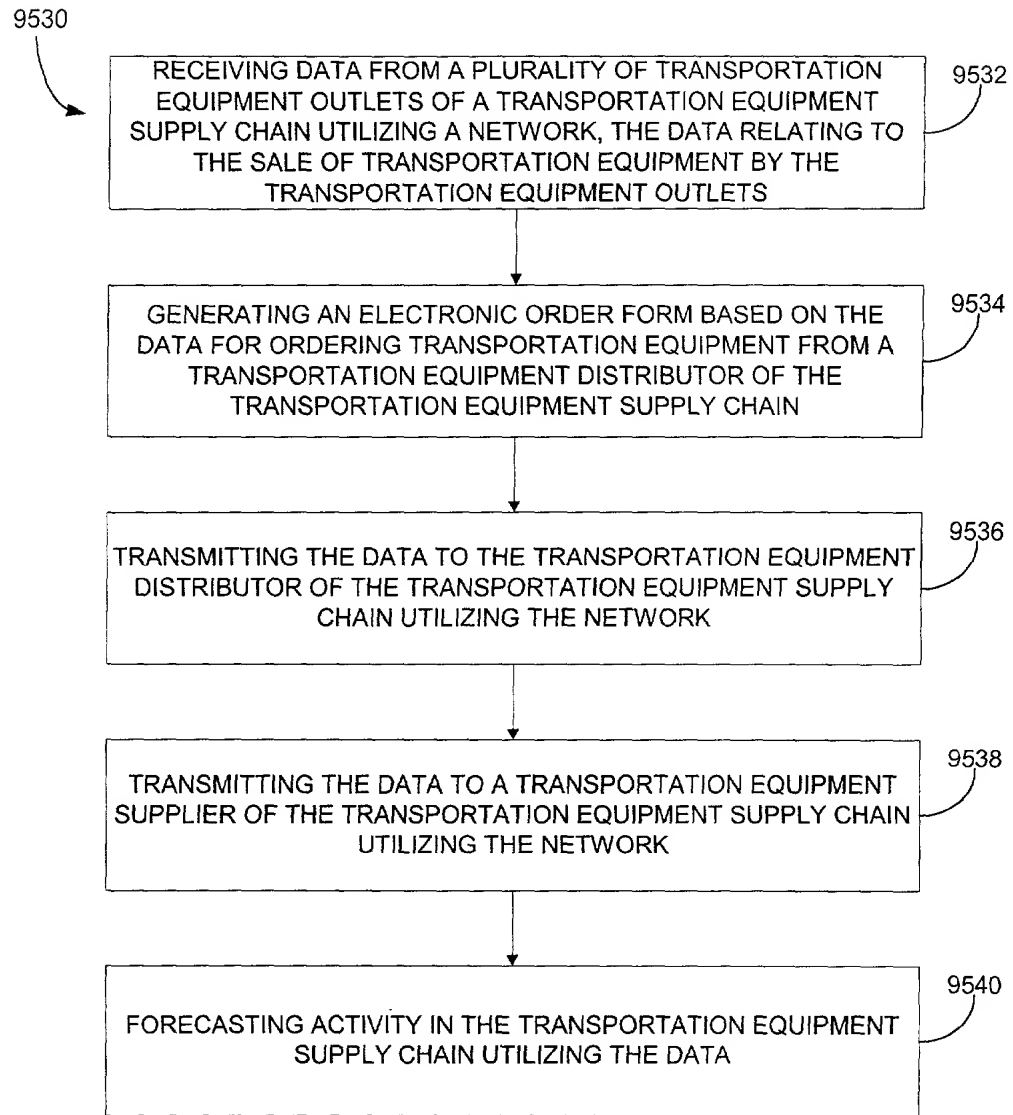 9530
RECEIVING DATA FROM A PLURALITY OF TRANSPORTATION
EQUIPMENT OUTLETS OF A TRANSPORTATION EQUIPMENT
SUPPLY CHAIN UTILIZING A NETWORK, THE DATA RELATING TO
THE SALE OF TRANSPORTATION EQUIPMENT BY THE
TRANSPORTATION EQUIPMENT OUTLETS
9532
GENERATING AN ELECTRONIC ORDER FORM BASED ON THE
DATA FOR ORDERING TRANSPORTATION EQUIPMENT FROM A
TRANSPORTATION EQUIPMENT DISTRIBUTOR OF THE
TRANSPORTATION EQUIPMENT SUPPLY CHAIN
9534
TRANSMITTING THE DATA TO THE TRANSPORTATION EQUIPMENT
DISTRIBUTOR OF THE TRANSPORTATION EQUIPMENT SUPPLY
CHAIN UTILIZING THE NETWORK
9536
TRANSMITTING THE DATA TO A TRANSPORTATION EQUIPMENT
SUPPLIER OF THE TRANSPORTATION EQUIPMENT SUPPLY CHAIN
UTILIZING THE NETWORK
9538
FORECASTING ACTIVITY IN THE TRANSPORTATION EQUIPMENT
SUPPLY CHAIN UTILIZING THE DATA
9540